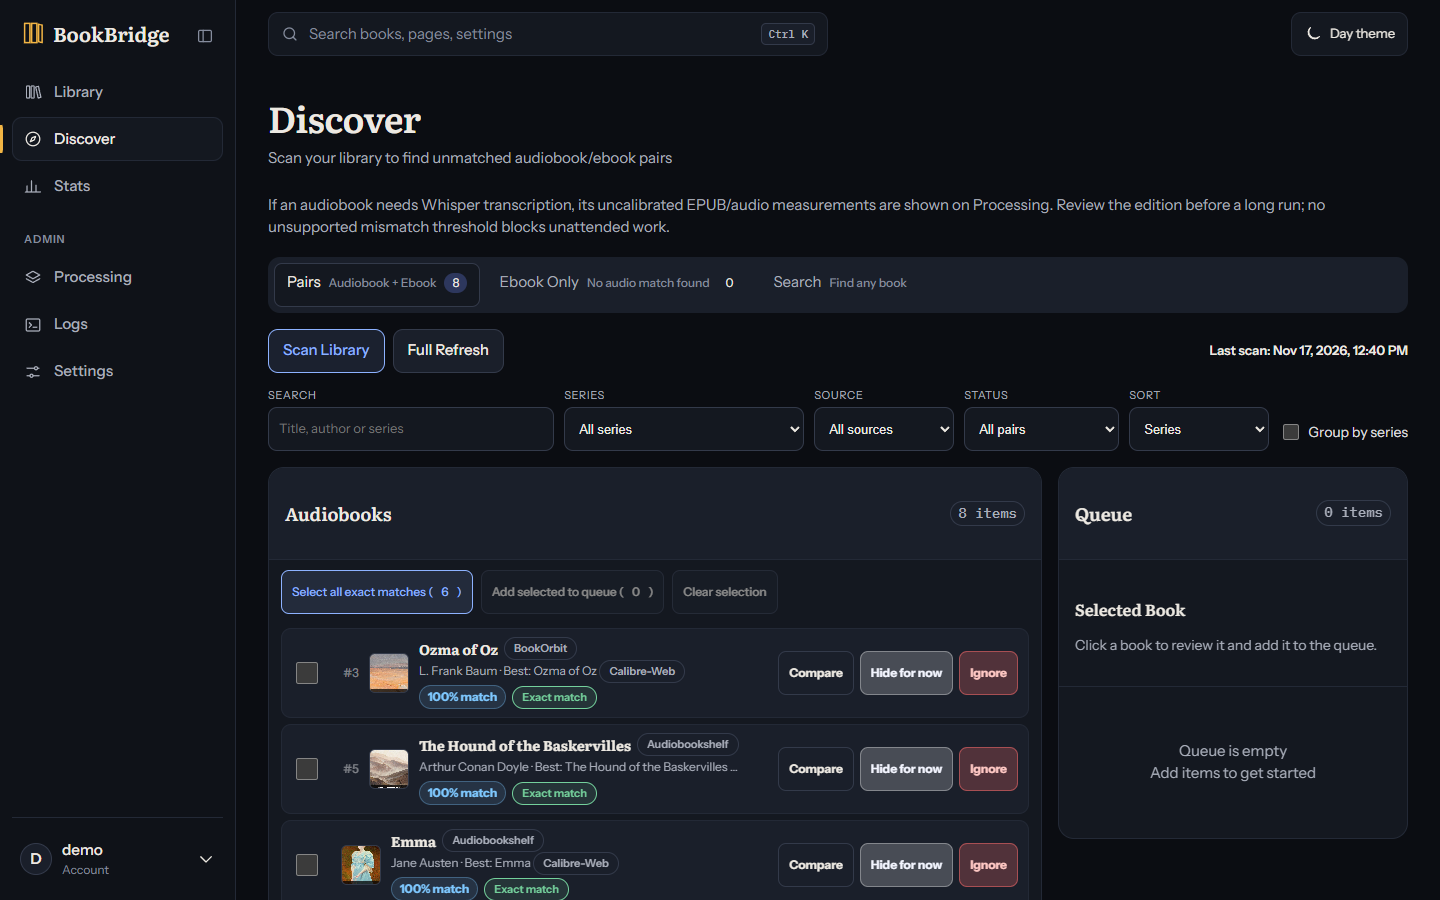 BookBridge
Library
Discover
Stats
ADMIN
Processing
Logs
Settings
D
demo
Account
Search books, pages, settings
Ctrl K
Day theme
Discover
Scan your library to find unmatched audiobook/ebook pairs
If an audiobook needs Whisper transcription, its uncalibrated EPUB/audio measurements are shown on Processing. Review the edition before a long run; no
unsupported mismatch threshold blocks unattended work.
Pairs Audiobook + Ebook 8
Ebook Only No audio match found 0
Search Find any book
Scan Library
Full Refresh
Last scan: Nov 17, 2026, 12:40 PM
SEARCH
Title, author or series
SERIES
All series
SOURCE
All sources
STATUS
All pairs
SORT
Series
Group by series
Audiobooks
8 items
Select all exact matches ( 6 )
Add selected to queue ( 0 )
Clear selection
#3
Ozma of Oz BookOrbit
L. Frank Baum · Best: Ozma of Oz Calibre-Web
100% match Exact match
Compare
Hide for now
Ignore
#5
The Hound of the Baskervilles Audiobookshelf
Arthur Conan Doyle · Best: The Hound of the Baskervilles ...
100% match Exact match
Compare
Hide for now
Ignore
Emma Audiobookshelf
Jane Austen · Best: Emma Calibre-Web
100% match Exact match
Compare
Hide for now
Ignore
Queue
0 items
Selected Book
Click a book to review it and add it to the queue.
Queue is empty
Add items to get started